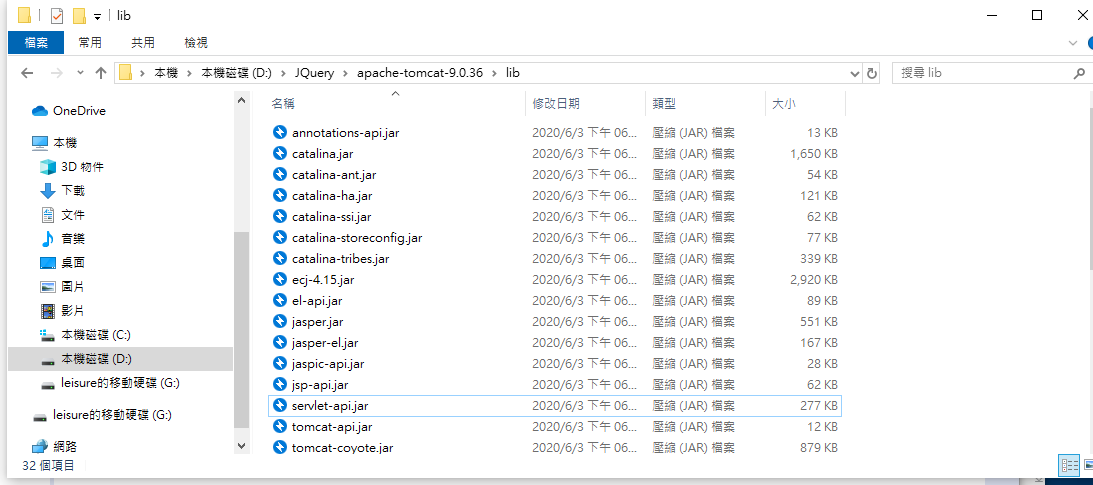 lib
檔案 常用 共用 檢視
本機 本機磁碟 (D:) JQuery apache-tomcat-9.0.36 lib 搜尋 lib
OneDrive
本機
3D 物件
下載
文件
音樂
桌面
圖片
影片
本機磁碟 (C:)
本機磁碟 (D:)
leisure的移動硬碟 (G:)
leisure的移動硬碟 (G:)
網路
名稱 修改日期 類型 大小
annotations-api.jar 2020/6/3 下午 06... 壓縮 (JAR) 檔案 13 KB
catalina.jar 2020/6/3 下午 06... 壓縮 (JAR) 檔案 1,650 KB
catalina-ant.jar 2020/6/3 下午 06... 壓縮 (JAR) 檔案 54 KB
catalina-ha.jar 2020/6/3 下午 06... 壓縮 (JAR) 檔案 121 KB
catalina-ssi.jar 2020/6/3 下午 06... 壓縮 (JAR) 檔案 62 KB
catalina-storeconfig.jar 2020/6/3 下午 06... 壓縮 (JAR) 檔案 77 KB
catalina-tribes.jar 2020/6/3 下午 06... 壓縮 (JAR) 檔案 339 KB
ecj-4.15.jar 2020/6/3 下午 06... 壓縮 (JAR) 檔案 2,920 KB
el-api.jar 2020/6/3 下午 06... 壓縮 (JAR) 檔案 89 KB
jasper.jar 2020/6/3 下午 06... 壓縮 (JAR) 檔案 551 KB
jasper-el.jar 2020/6/3 下午 06... 壓縮 (JAR) 檔案 167 KB
jaspic-api.jar 2020/6/3 下午 06... 壓縮 (JAR) 檔案 28 KB
jsp-api.jar 2020/6/3 下午 06... 壓縮 (JAR) 檔案 62 KB
servlet-api.jar 2020/6/3 下午 06... 壓縮 (JAR) 檔案 277 KB
tomcat-api.jar 2020/6/3 下午 06... 壓縮 (JAR) 檔案 12 KB
tomcat-coyote.jar 2020/6/3 下午 06... 壓縮 (JAR) 檔案 879 KB
32 個項目